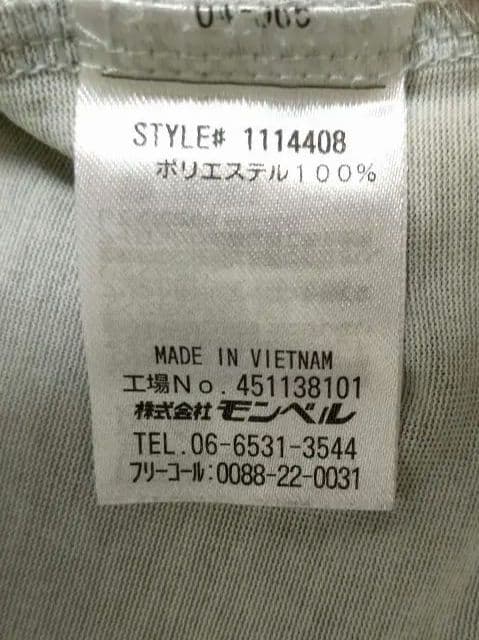 STYLE# 1114408
ポリエステル100%
MADE IN VIETNAM
工場No. 451138101
株式会社 モンベル
TEL. 06-6531-3544
フリーコール:0088-22-0031